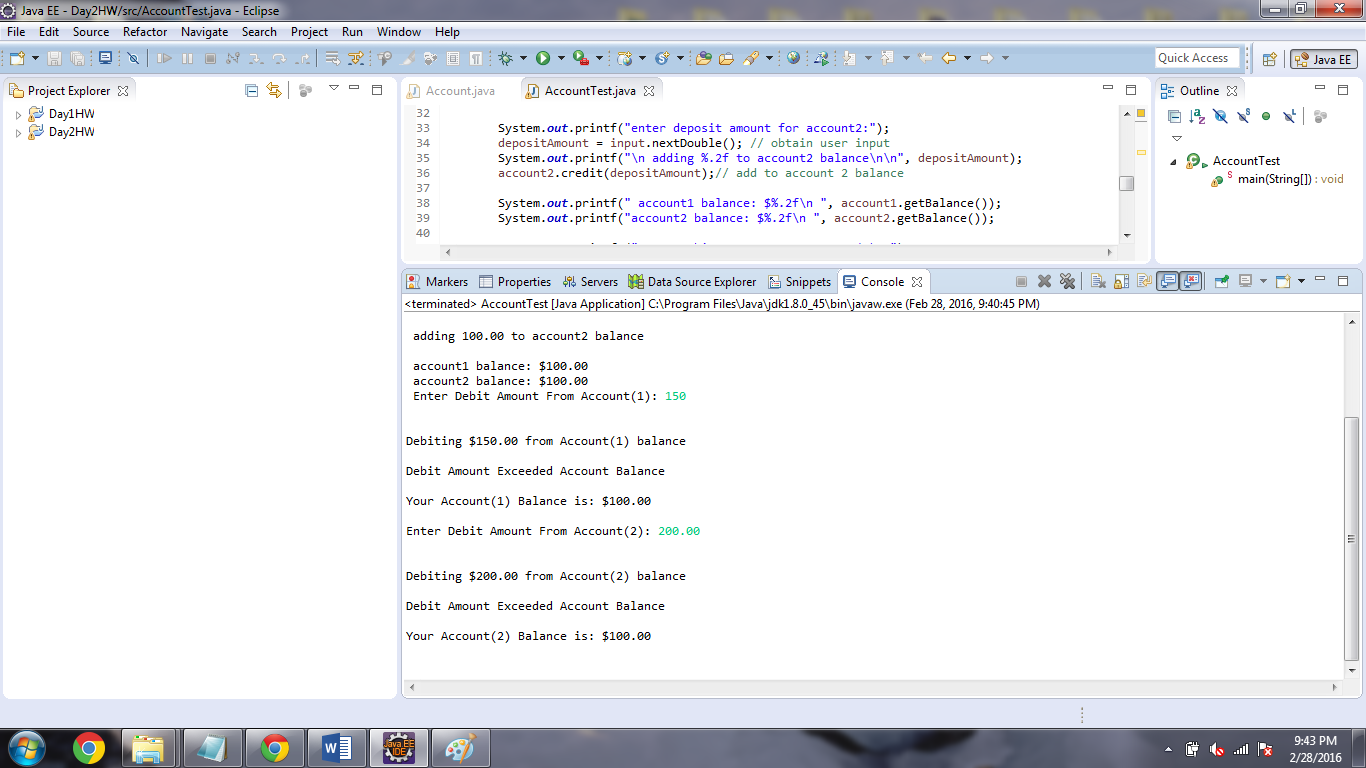 Java EE - Day2HW/src/AccountTest.java - Eclipse
File Edit Source Refactor Navigate Search Project Run Window Help
Quick Access
Java EE
Project Explorer
Day1HW
Day2HW
Account.java
AccountTest.java
32
33 System.out.printf("enter deposit amount for account2:");
34 depositAmount = input.nextDouble(); // obtain user input
35 System.out.printf("\n adding %.2f to account2 balance\n\n", depositAmount);
36 account2.credit(depositAmount);// add to account 2 balance
37
38 System.out.printf(" account1 balance: $%.2f\n ", account1.getBalance());
39 System.out.printf("account2 balance: $%.2f\n ", account2.getBalance());
40
Outline
AccountTest
main(String[]) : void
Markers Properties Servers Data Source Explorer Snippets Console
<terminated> AccountTest [Java Application] C:\Program Files\Java\jdk1.8.0_45\bin\javaw.exe (Feb 28, 2016, 9:40:45 PM)
adding 100.00 to account2 balance
account1 balance: $100.00
account2 balance: $100.00
Enter Debit Amount From Account(1): 150
Debiting $150.00 from Account(1) balance
Debit Amount Exceeded Account Balance
Your Account(1) Balance is: $100.00
Enter Debit Amount From Account(2): 200.00
Debiting $200.00 from Account(2) balance
Debit Amount Exceeded Account Balance
Your Account(2) Balance is: $100.00
Java EE
IDE
9:43 PM
2/28/2016